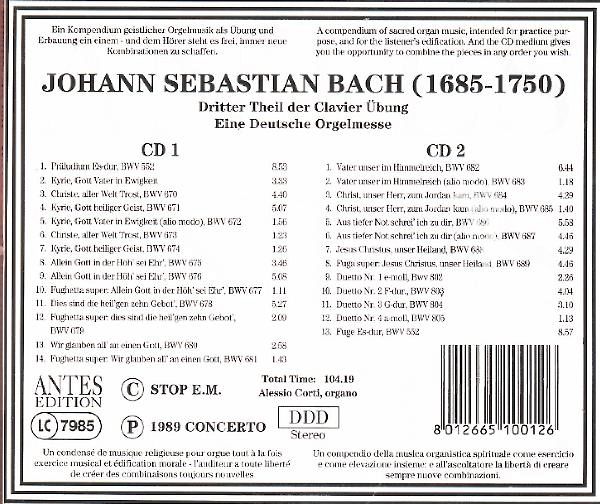 Ein Kompendium geistlicher Orgelmusik als Übung und
Erbauung in einem - und dem Hörer steht es frei, immer neue
Kombinationen zu schaffen.
A compendium of sacred organ music, intended for practice pur-
pose, and for the listener's edification. And the CD medium gives
you the opportunity to combine the pieces in any order you wish.
JOHANN SEBASTIAN BACH (1685-1750)
Dritter Theil der Clavier Übung
Eine Deutsche Orgelmesse
CD 1
1. Präludium Es-dur, BWV 552 8.53
2. Kyrie, Gott Vater in Ewigkeit 3.33
3. Christe, aller Welt Trost, BWV 670 4.40
4. Kyrie, Gott heiliger Geist, BWV 671 5.07
5. Kyrie, Gott Vater in Ewigkeit (alio modo), BWV 672 1.56
6. Christe, aller Welt Trost, BWV 673 1.23
7. Kyrie, Gott heiliger Geist, BWV 674 1.26
8. Allein Gott in der Höh' sei Ehr', BWV 675 3.46
9. Allein Gott in der Höh' sei Ehr', BWV 676 5.08
10. Fughetta super: Allein Gott in der Höh' sei Ehr', BWV 677 1.11
11. Dies sind die heil'gen zehn Gebot', BWV 678 5.27
12. Fughetta super: dies sind die heil'gen zehn Gebot',
BWV 679 2.09
13. Wir glauben all' an einen Gott, BWV 680 2.58
14. Fughetta super: Wir glauben all' an einen Gott, BWV 681 1.43
CD 2
1. Vater unser im Himmelreich, BWV 682 6.44
2. Vater unser im Himmelreich (alio modo), BWV 683 1.18
3. Christ, unser Herr, zum Jordan kam, BWV 684 4.29
4. Christ, unser Herr, zum Jordan kam (alio modo), BWV 685 1.40
5. Aus tiefer Not schrei' ich zu dir, BWV 686 5.58
6. Aus tiefer Not schrei' ich zu dir (alio modo), BWV 687 4.46
7. Jesus Christus, unser Heiland, BWV 688 4.29
8. Fuga super: Jesus Christus, unser Heiland, BWV 689 4.46
9. Duetto Nr. 1 e-moll, BWV 802 2.26
10. Duetto Nr. 2 F-dur, BWV 803 4.04
11. Duetto Nr. 3 G-dur, BWV 804 3.10
12. Duetto Nr. 4 a-moll, BWV 805 1.13
13. Fuge Es-dur, BWV 552 8.57
ANTES
EDITION
LC 7985
C STOP E.M.
P 1989 CONCERTO
Total Time: 104.19
Alessio Corti, organo
DDD
Stereo
8 012665 100126
Un condensé de musique religieuse pour orgue tout à la fois
exercice musical et édification morale - l'auditeur a toute liberté
de créer des combinaisons toujours nouvelles
Un compendio della musica organistica spirituale come esercicio
e come elevazione insieme: e all'ascoltatore la libertà di creare
sempre nuove combinazioni.